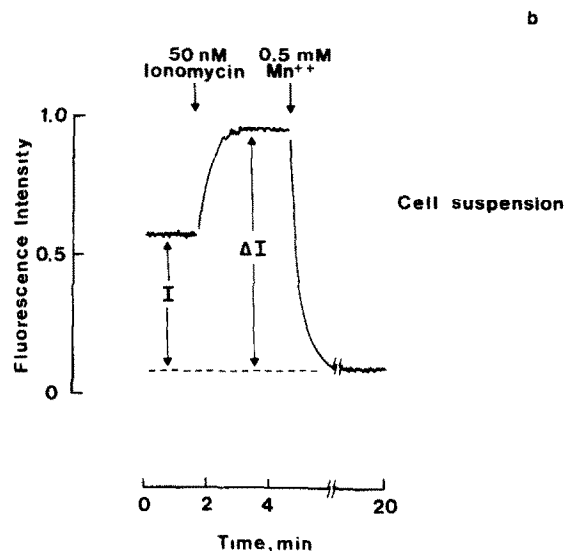 b
50 nM
Ionomycin
0.5 mM
Mn++
1.0
0.5
0
Fluorescence Intensity
I
ΔI
Cell suspension
0 2 4 20
Time, min